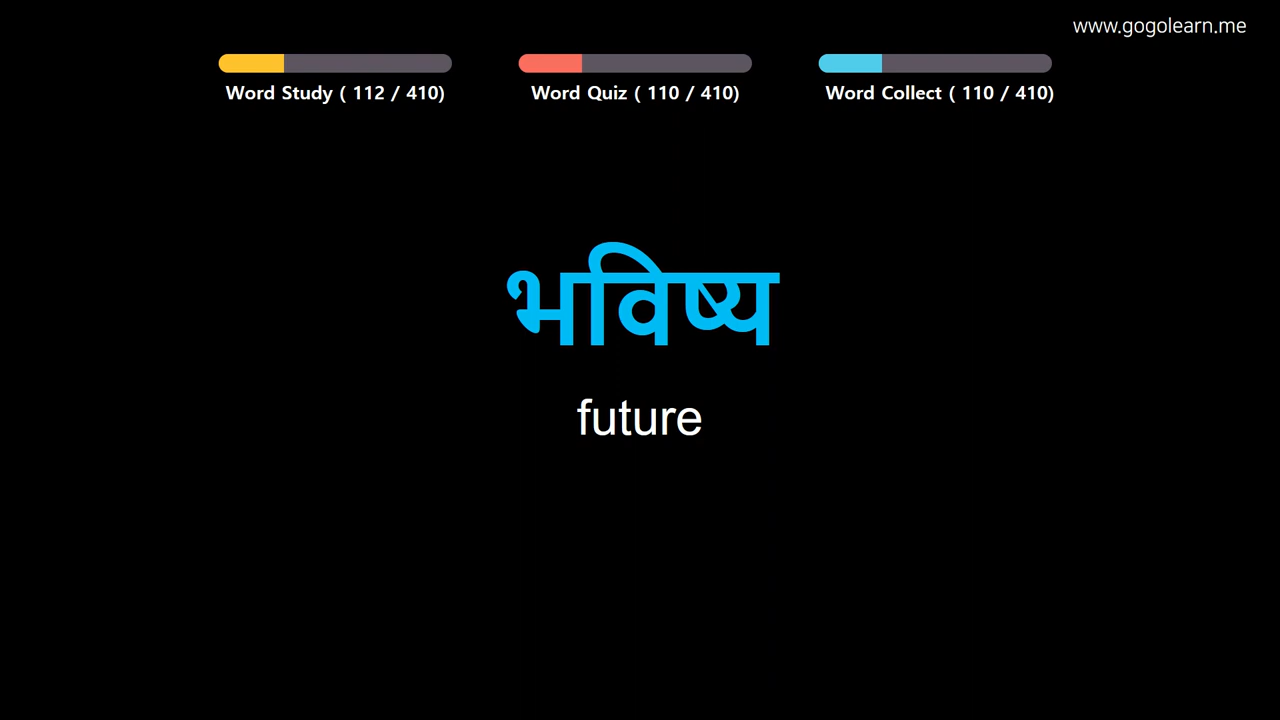 www.gogolearn.me
Word Study ( 112 / 410)
Word Quiz ( 110 / 410)
Word Collect ( 110 / 410)
भविष्य
future